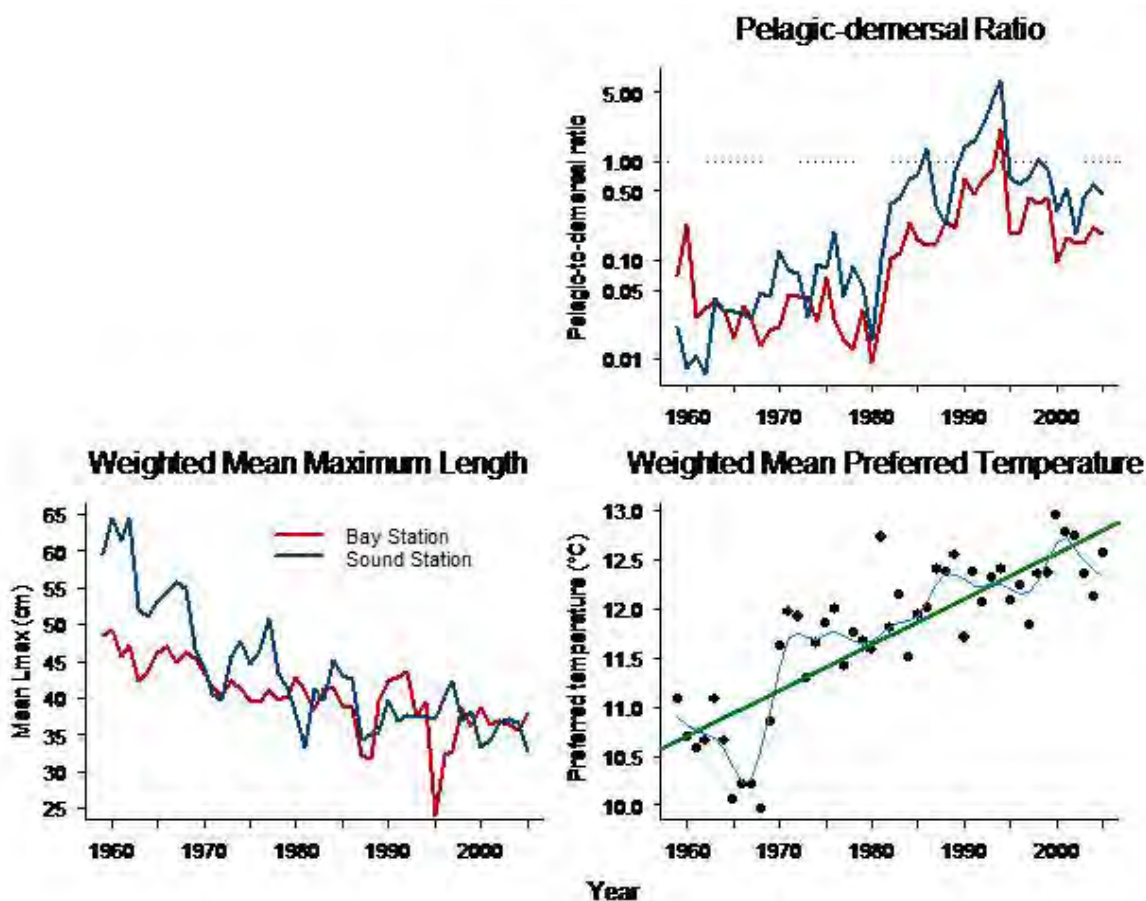 Pelagic-demersal Ratio
Pelagic-to-demersal ratio
5.00
1.00
0.50
0.10
0.05
0.01
1960 1970 1980 1990 2000
Weighted Mean Maximum Length
Mean Lmax (cm)
65
60
55
50
45
40
35
30
25
Bay Station
Sound Station
1960 1970 1980 1990 2000
Weighted Mean Preferred Temperature
Preferred temperature (°C)
13.0
12.5
12.0
11.5
11.0
10.5
10.0
1960 1970 1980 1990 2000
Year